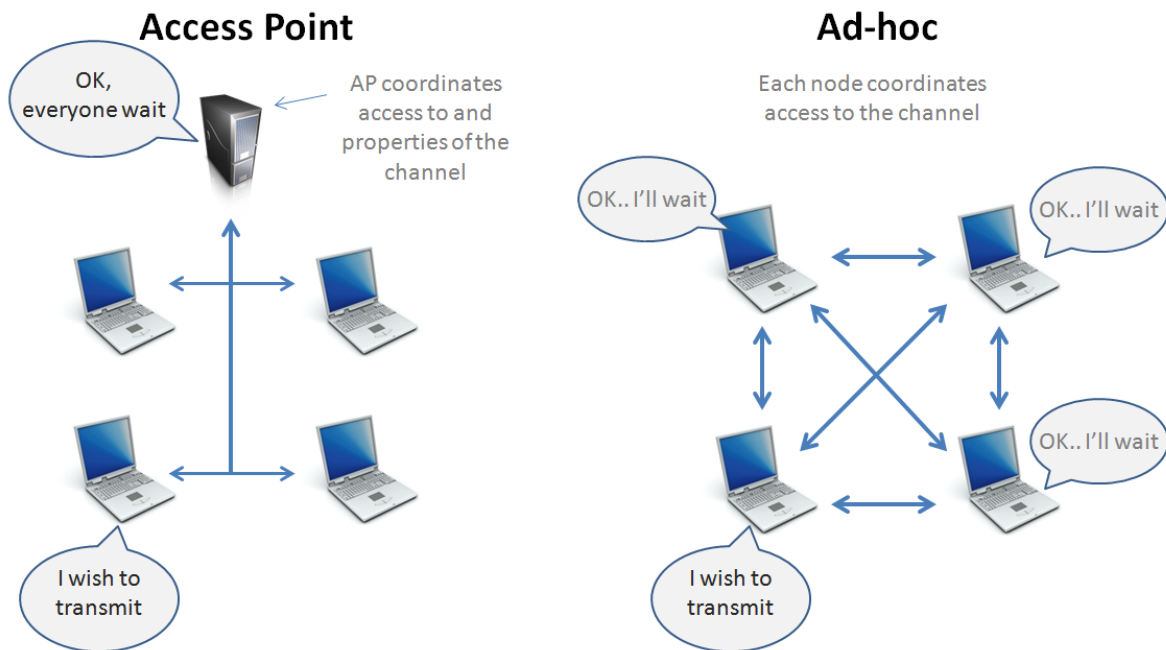 Access Point
OK,
everyone wait
AP coordinates
access to and
properties of the
channel
I wish to
transmit
Ad-hoc
Each node coordinates
access to the channel
OK.. I'll wait
OK.. I'll wait
OK.. I'll wait
I wish to
transmit